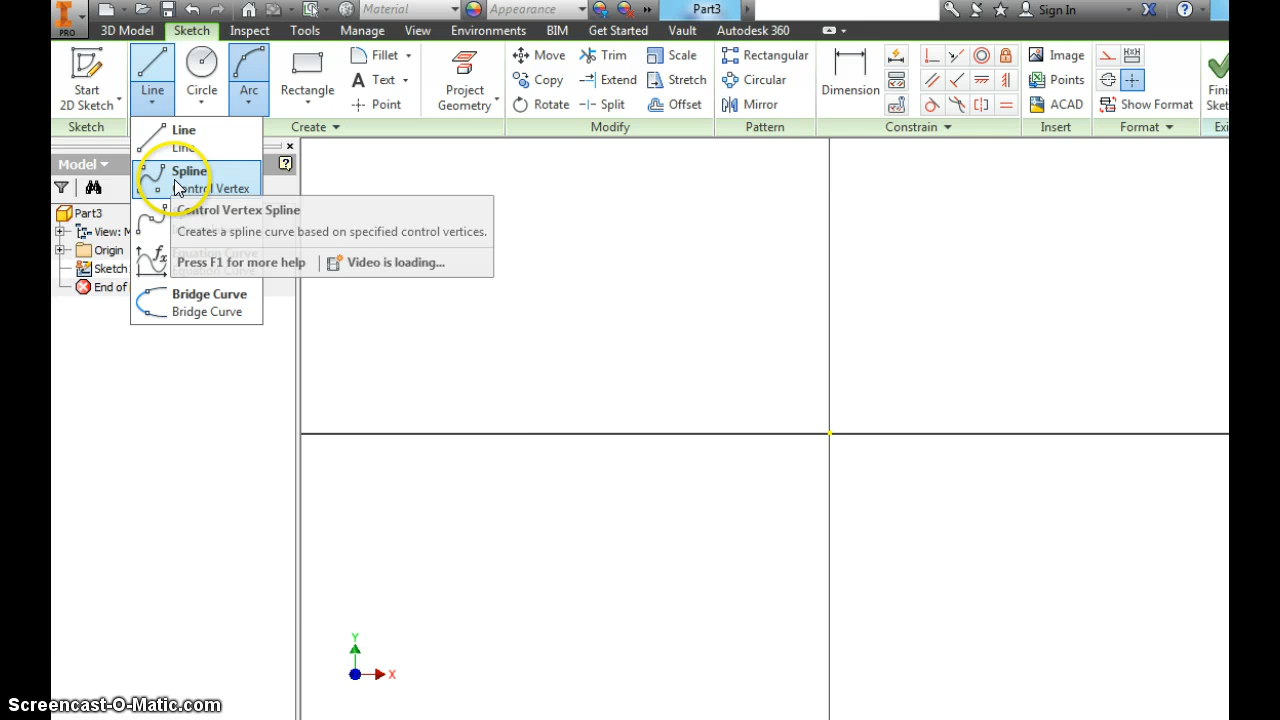 Material
Appearance
Part3
Sign In
PRO
3D Model
Sketch
Inspect
Tools
Manage
View
Environments
BIM
Get Started
Vault
Autodesk 360
Start
2D Sketch
Line
Circle
Arc
Rectangle
Fillet
Text
Point
Project
Geometry
Move
Copy
Rotate
Trim
Extend
Split
Scale
Stretch
Offset
Rectangular
Circular
Mirror
Dimension
Image
Points
ACAD
Show Format
Sketch
Create
Modify
Pattern
Constrain
Insert
Format
Line
Line
Spline
Control Vertex
Control Vertex Spline
Creates a spline curve based on specified control vertices.
Press F1 for more help
Video is loading...
Bridge Curve
Bridge Curve
Model
Part3
View:
Origin
Sketch
End of
Y
X
Screencast-O-Matic.com